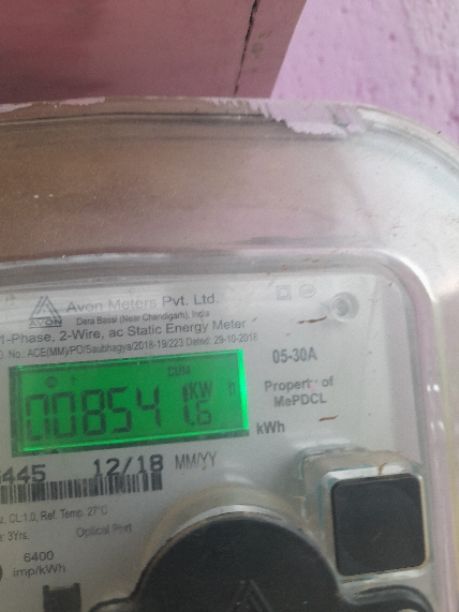 AVON
Avon Meters Pvt. Ltd.
Dera Bassi (Near Chandigarh), India
1-Phase, 2-Wire, ac Static Energy Meter
No.: ACE(MM)/PO/Saubhagya/2018-19/223 Dated: 29-10-2018
05-30A
Property of
MePDCL
CUM
00854 KW h
kWh
445 12/18 MM/YY
CL:1.0, Ref. Temp. 27°C
3Yrs. Optical Port
6400
imp/kWh
AVON